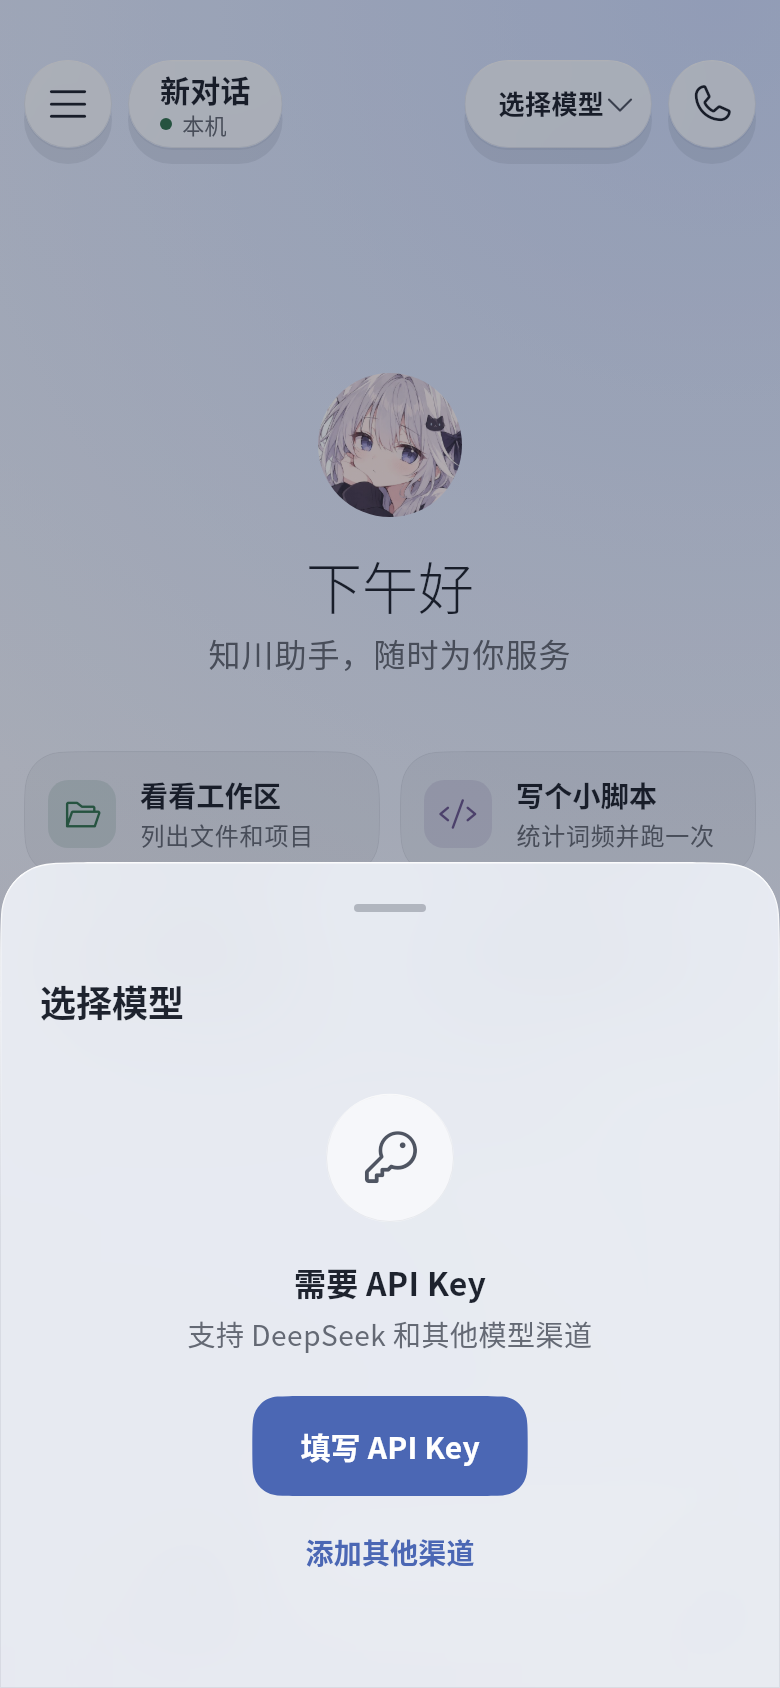 新对话
本机
选择模型
下午好
知川助手，随时为你服务
看看工作区
列出文件和项目
写个小脚本
统计词频并跑一次
选择模型
需要 API Key
支持 DeepSeek 和其他模型渠道
填写 API Key
添加其他渠道